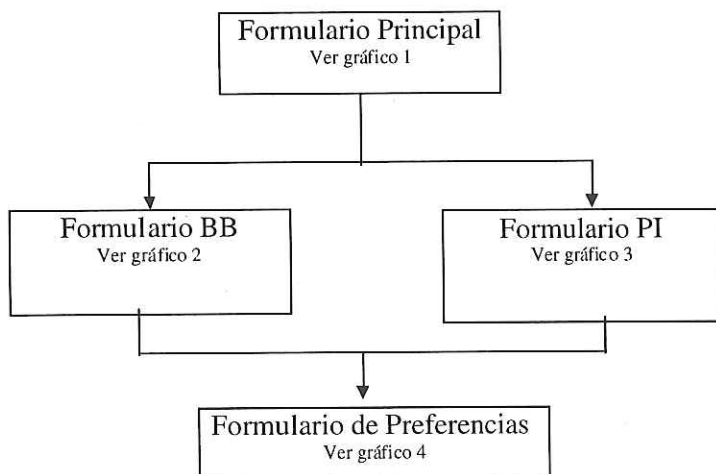 Formulario Principal
Ver gráfico 1
Formulario BB
Ver gráfico 2
Formulario PI
Ver gráfico 3
Formulario de Preferencias
Ver gráfico 4